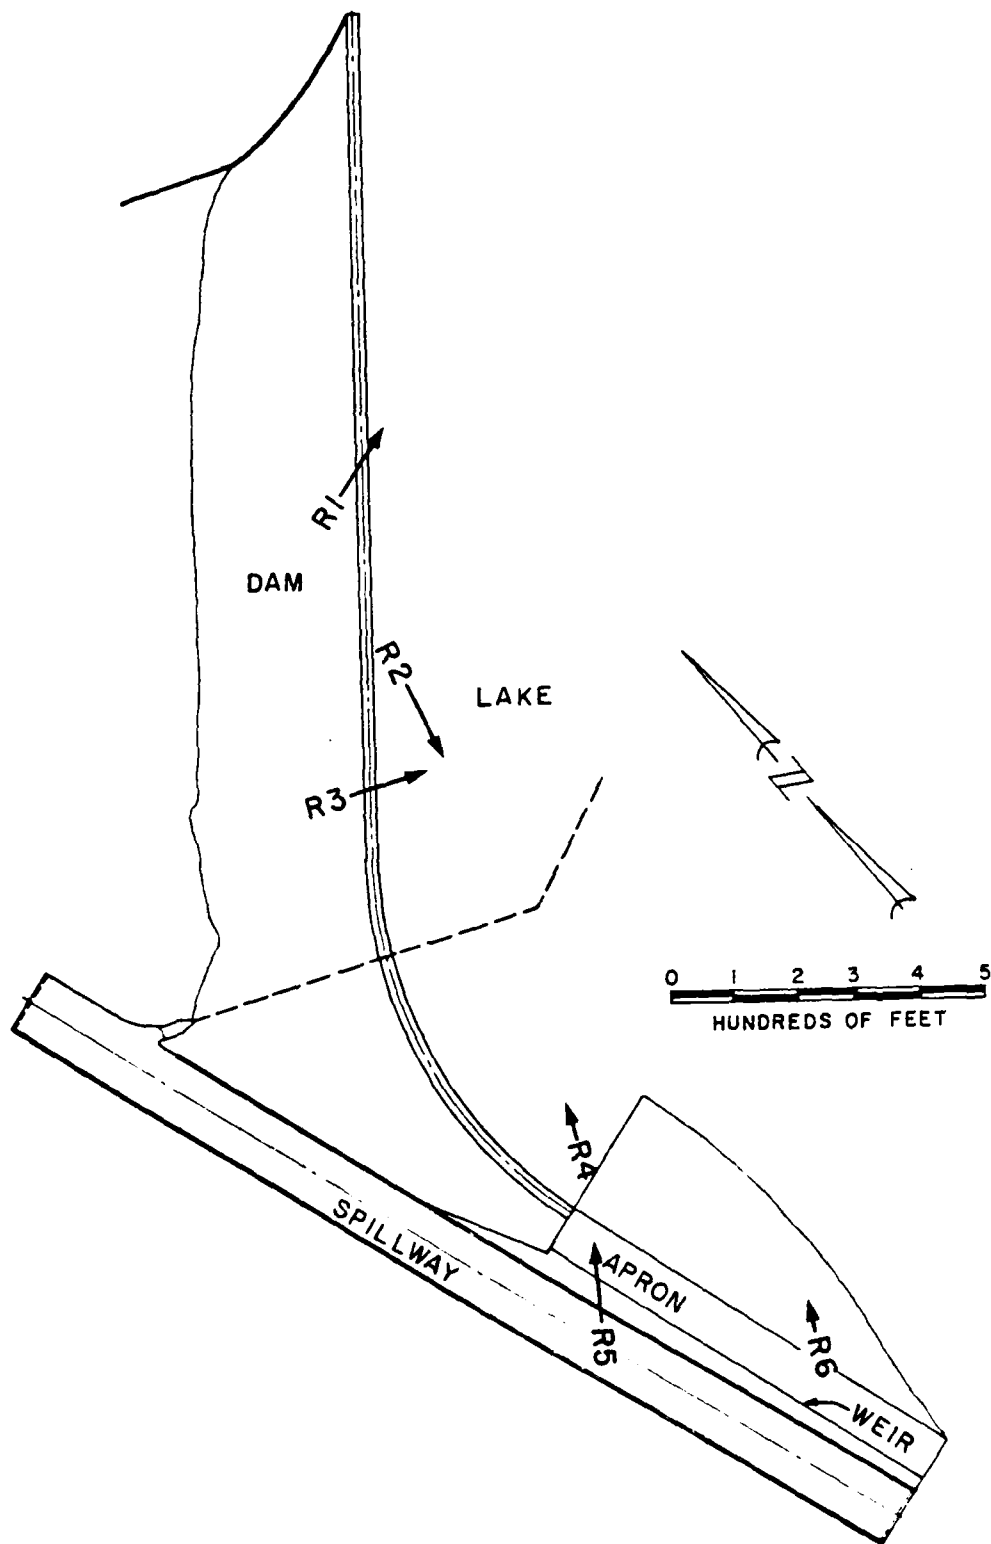 R1
DAM
R2
LAKE
R3
N
0 1 2 3 4 5
HUNDREDS OF FEET
R4
SPILLWAY
APRON
R5
R6
WEIR